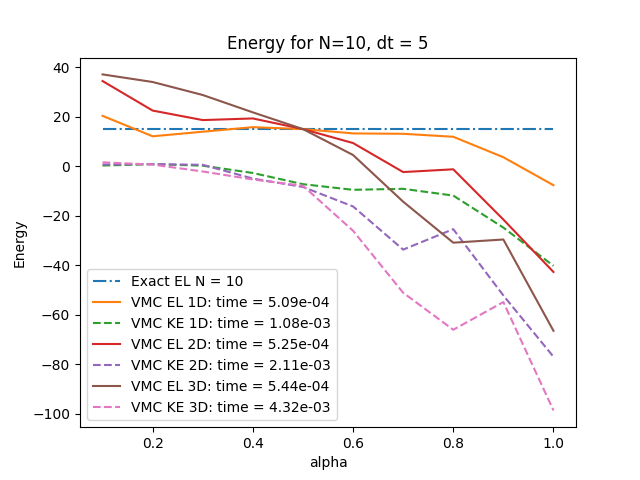 Energy for N=10, dt = 5
40
20
0
−20
−40
−60
−80
−100
Energy
Exact EL N = 10
VMC EL 1D: time = 5.09e-04
VMC KE 1D: time = 1.08e-03
VMC EL 2D: time = 5.25e-04
VMC KE 2D: time = 2.11e-03
VMC EL 3D: time = 5.44e-04
VMC KE 3D: time = 4.32e-03
0.2 0.4 0.6 0.8 1.0
alpha